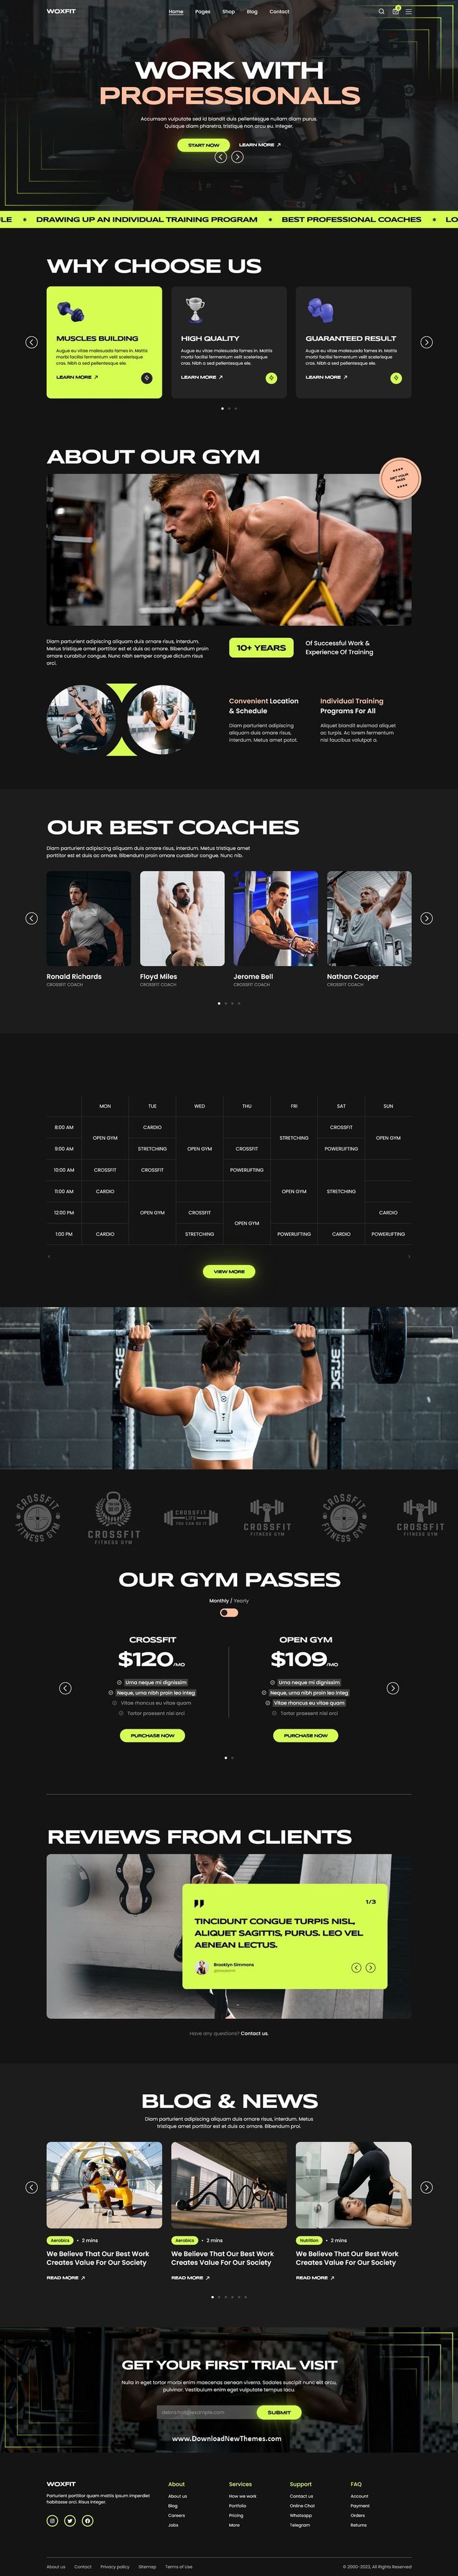 WOXFIT
Home Pages Shop Blog Contact
WORK WITH
PROFESSIONALS
Accumsan vulputate sed id blandit duis pellentesque nullam diam purus.
Quisque diam pharetra, tristique non arcu eu. Integer.
START NOW LEARN MORE
DRAWING UP AN INDIVIDUAL TRAINING PROGRAM BEST PROFESSIONAL COACHES
WHY CHOOSE US
MUSCLES BUILDING
Augue eu vitae malesuada fames in. Mattis
morbi facilisi fermentum velit scelerisque
cras. Nibh a sed pellentesque ele.
LEARN MORE
HIGH QUALITY
Augue eu vitae malesuada fames in. Mattis
morbi facilisi fermentum velit scelerisque
cras. Nibh a sed pellentesque ele.
LEARN MORE
GUARANTEED RESULT
Augue eu vitae malesuada fames in. Mattis
morbi facilisi fermentum velit scelerisque
cras. Nibh a sed pellentesque ele.
LEARN MORE
ABOUT OUR GYM
GET YOUR
PASS
Diam parturient adipiscing aliquam duis ornare risus, interdum.
Metus tristique amet porttitor est et duis ac ornare. Bibendum proin
ornare curabitur congue. Nunc nibh semper congue dictum risus
orci.
10+ YEARS
Of Successful Work &
Experience Of Training
Convenient Location
& Schedule
Diam parturient adipiscing
aliquam duis ornare risus,
interdum. Metus amet potot.
Individual Training
Programs For All
Aliquet blandit euismod aliquet
ac turpis. Ac lorem fermentum
nisi faucibus volutpat a.
OUR BEST COACHES
Diam parturient adipiscing aliquam duis ornare risus, interdum. Metus tristique amet
porttitor est et duis ac ornare. Bibendum proin ornare curabitur congue. Nunc nib.
Ronald Richards
CROSSFIT COACH
Floyd Miles
CROSSFIT COACH
Jerome Bell
CROSSFIT COACH
Nathan Cooper
CROSSFIT COACH
MON TUE WED THU FRI SAT SUN
8:00 AM CARDIO CROSSFIT
OPEN GYM STRETCHING OPEN GYM
9:00 AM STRETCHING OPEN GYM CROSSFIT POWERLIFTING
10:00 AM CROSSFIT CROSSFIT POWERLIFTING
11:00 AM CARDIO OPEN GYM STRETCHING
12:00 PM OPEN GYM CROSSFIT CARDIO
OPEN GYM
1:00 PM CARDIO STRETCHING POWERLIFTING CARDIO POWERLIFTING
VIEW MORE
CROSSFIT
FITNESS GYM
CROSSFIT
FITNESS GYM
CROSSFIT
LIFE
YOU CAN DO IT
CROSSFIT
FITNESS GYM
CROSSFIT
FITNESS GYM
CROSSFIT
FITNESS GYM
OUR GYM PASSES
Monthly / Yearly
CROSSFIT
$120/MO
Urna neque mi dignissim
Neque, urna nibh proin leo integ
Vitae rhoncus eu vitae quam
Tortor praesent nisi orci
PURCHASE NOW
OPEN GYM
$109/MO
Urna neque mi dignissim
Neque, urna nibh proin leo integ
Vitae rhoncus eu vitae quam
Tortor praesent nisi orci
PURCHASE NOW
REVIEWS FROM CLIENTS
1/3
TINCIDUNT CONGUE TURPIS NISL,
ALIQUET SAGITTIS, PURUS. LEO VEL
AENEAN LECTUS.
Brooklyn Simmons
Have any questions? Contact us.
BLOG & NEWS
Diam parturient adipiscing aliquam duis ornare risus, interdum. Metus
tristique amet porttitor est et duis ac ornare. Bibendum proi.
Aerobics • 2 mins
We Believe That Our Best Work
Creates Value For Our Society
READ MORE
Aerobics • 2 mins
We Believe That Our Best Work
Creates Value For Our Society
READ MORE
Nutrition • 2 mins
We Believe That Our Best Work
Creates Value For Our Society
READ MORE
GET YOUR FIRST TRIAL VISIT
Nulla in eget tortor morbi enim maecenas aenean viverra. Sodales suscipit nunc elit arcu,
pulvinar. Vestibulum enim eget vulputate tempus lacu.
debra.holt@example.com SUBMIT
www.DownloadNewThemes.com
WOXFIT
Parturient porttitor quam mattis ipsum imperdiet
habitasse orci. Risus integer.
About
About us
Blog
Careers
Jobs
Services
How we work
Portfolio
Pricing
More
Support
Contact us
Online Chat
Whatsapp
Telegram
FAQ
Account
Payment
Orders
Returns
About us Contact Privacy policy Sitemap Terms of Use
© 2000-2023, All Rights Reserved